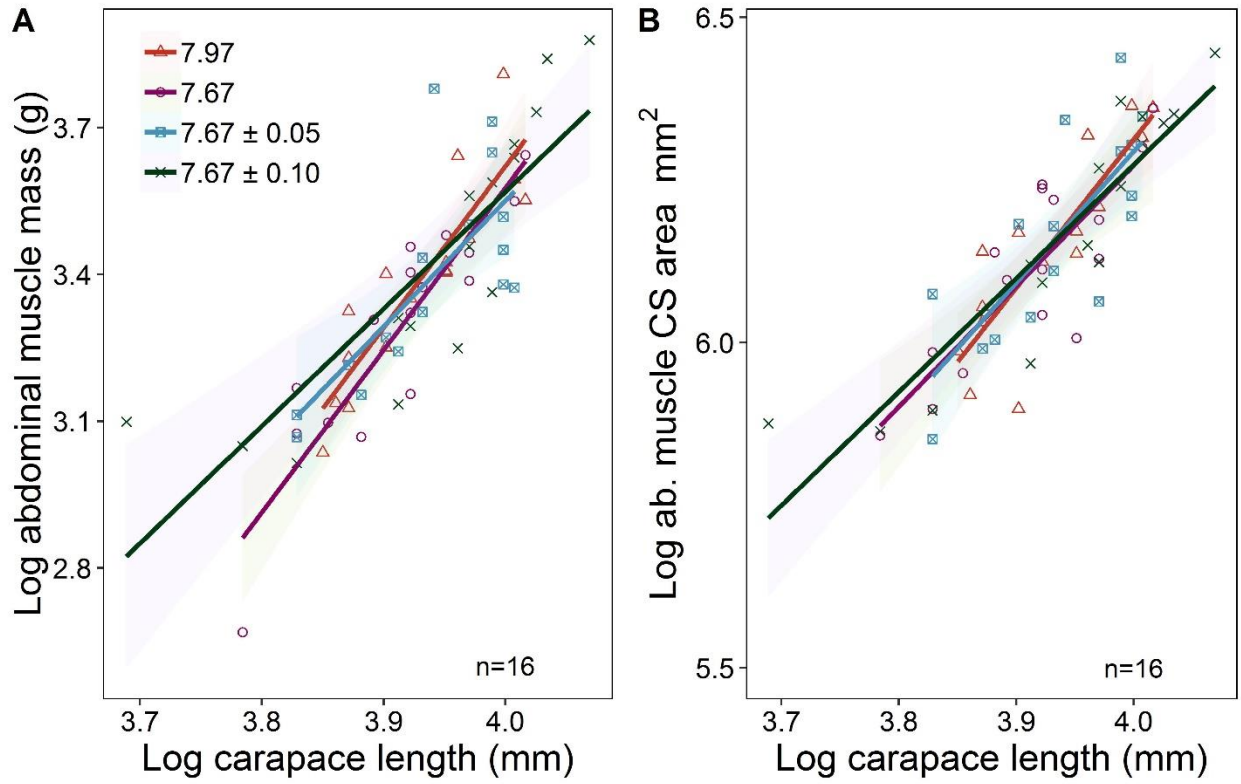 A
7.97
7.67
7.67 ± 0.05
7.67 ± 0.10
Log abdominal muscle mass (g)
3.7
3.4
3.1
2.8
n=16
3.7 3.8 3.9 4.0
Log carapace length (mm)
B
Log ab. muscle CS area mm²
6.5
6.0
5.5
n=16
3.7 3.8 3.9 4.0
Log carapace length (mm)